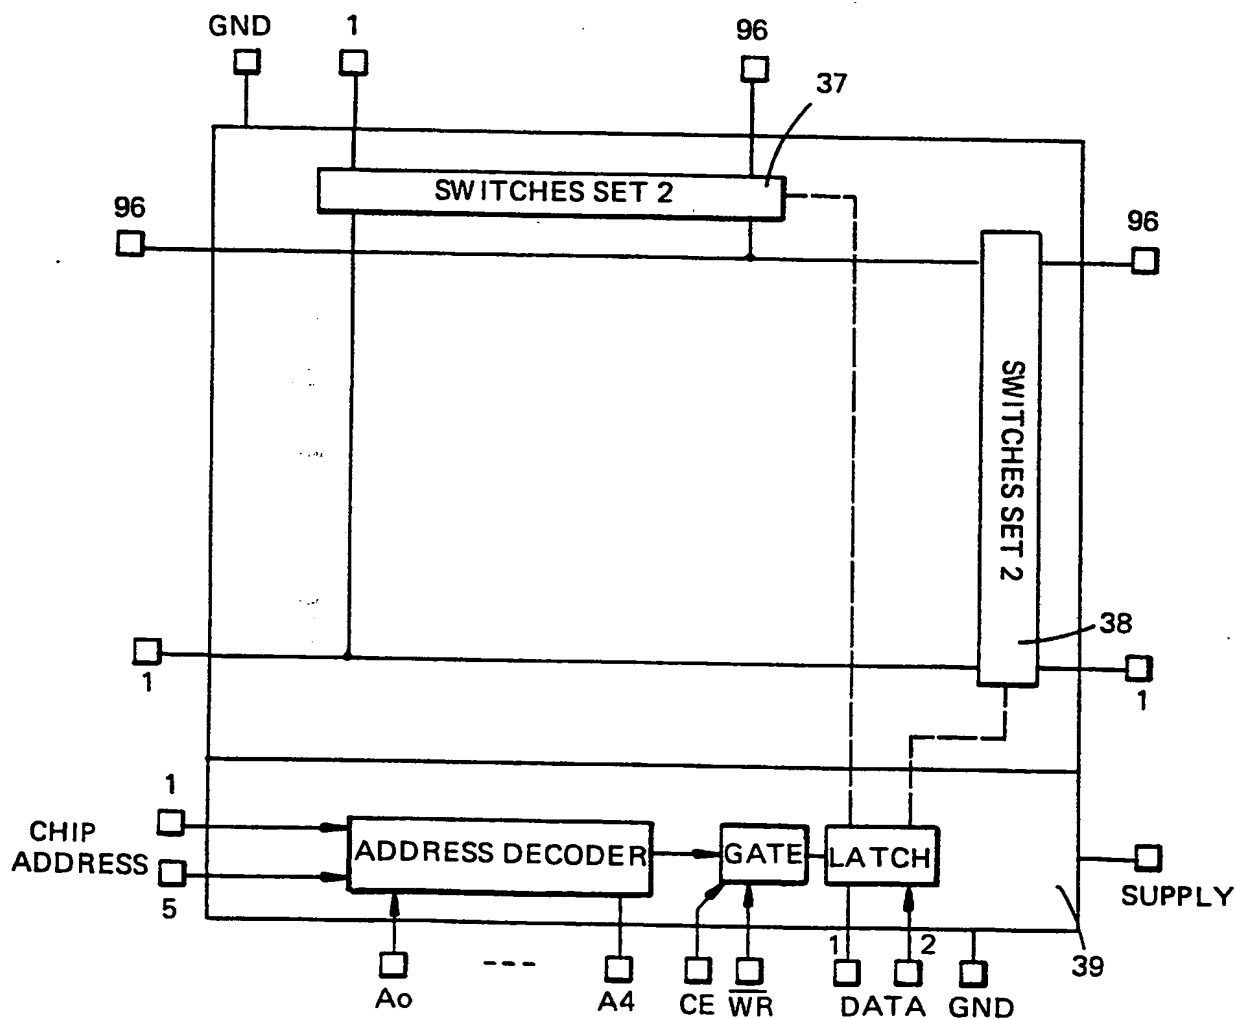 GND
1
96
37
SWITCHES SET 2
96
96
SWITCHES SET 2
38
1
1
1
CHIP
ADDRESS
5
ADDRESS DECODER
GATE
LATCH
SUPPLY
1
2
39
Ao
---
A4
CE
WR
DATA
GND